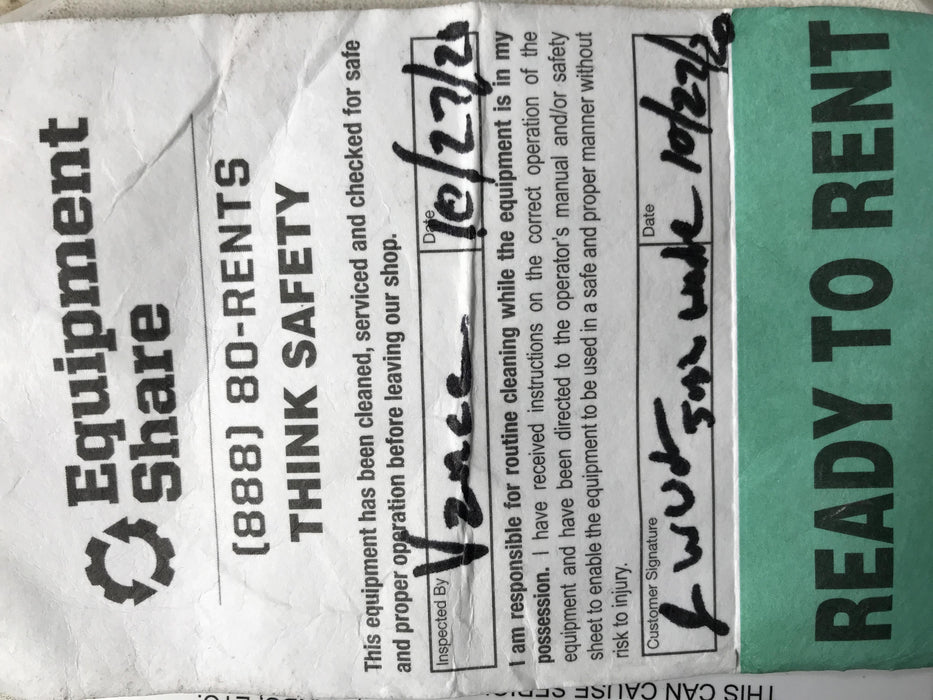 Equipment
Share
(888) 80-RENTS
THINK SAFETY
This equipment has been cleaned, serviced and checked for safe
and proper operation before leaving our shop.
Inspected By Vance Date 10/27/20
I am responsible for routine cleaning while the equipment is in my
possession. I have received instructions on the correct operation of the
equipment and have been directed to the operator's manual and/or safety
sheet to enable the equipment to be used in a safe and proper manner without
risk to injury.
Customer Signature Date 10/27/20
READY TO RENT
THIS CAN CAUSE